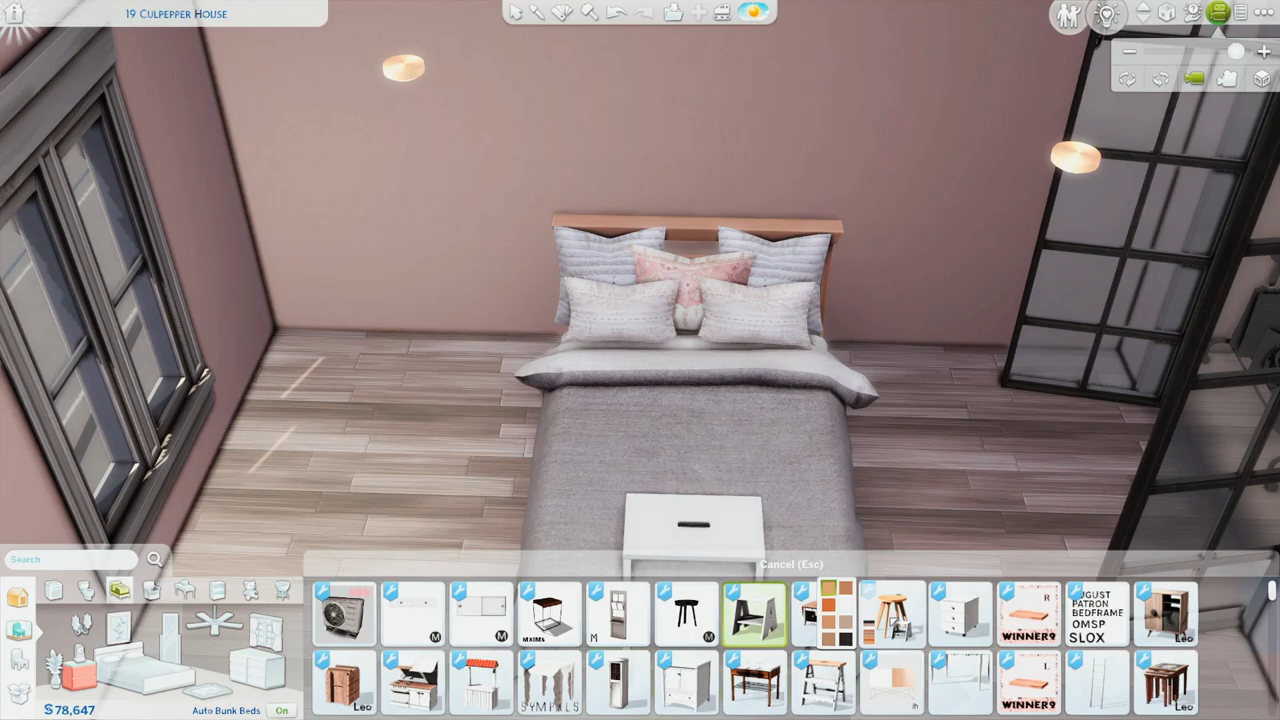 19 CULPEPPER HOUSE
Search
Cancel (Esc)
M
M
MXIMS
M
M
R
WINNER9
AUGUST
PATRON
BEDFRAME
OMSP
SLOX
Leo
Leo
SYMPXLS
L
WINNER9
Leo
§78,647
Auto Bunk Beds
On